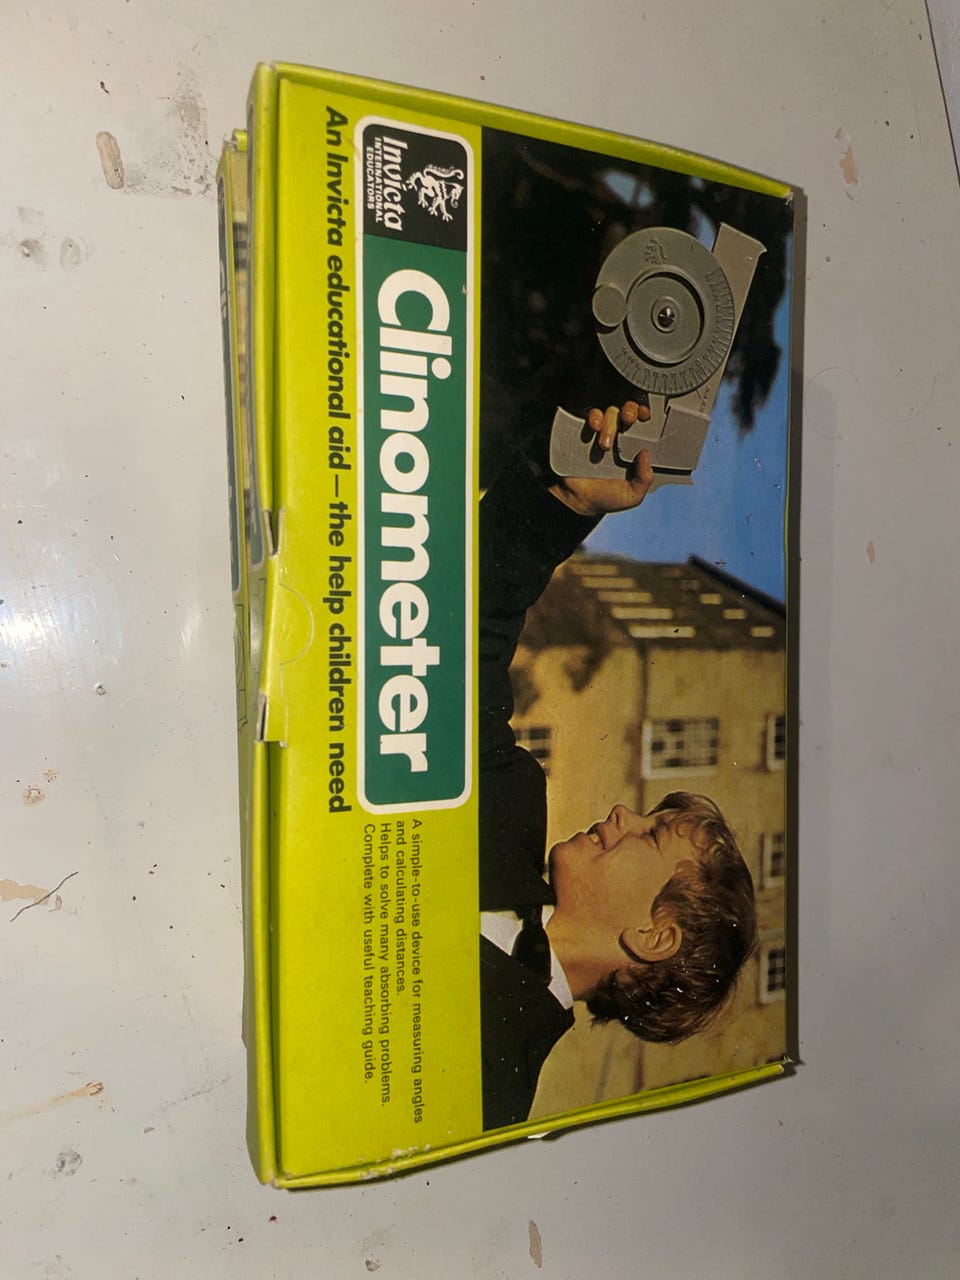 Invicta
INTERNATIONAL
EDUCATORS
Clinometer
An Invicta educational aid—the help children need
A simple-to-use device for measuring angles
and calculating distances.
Helps to solve many absorbing problems.
Complete with useful teaching guide.